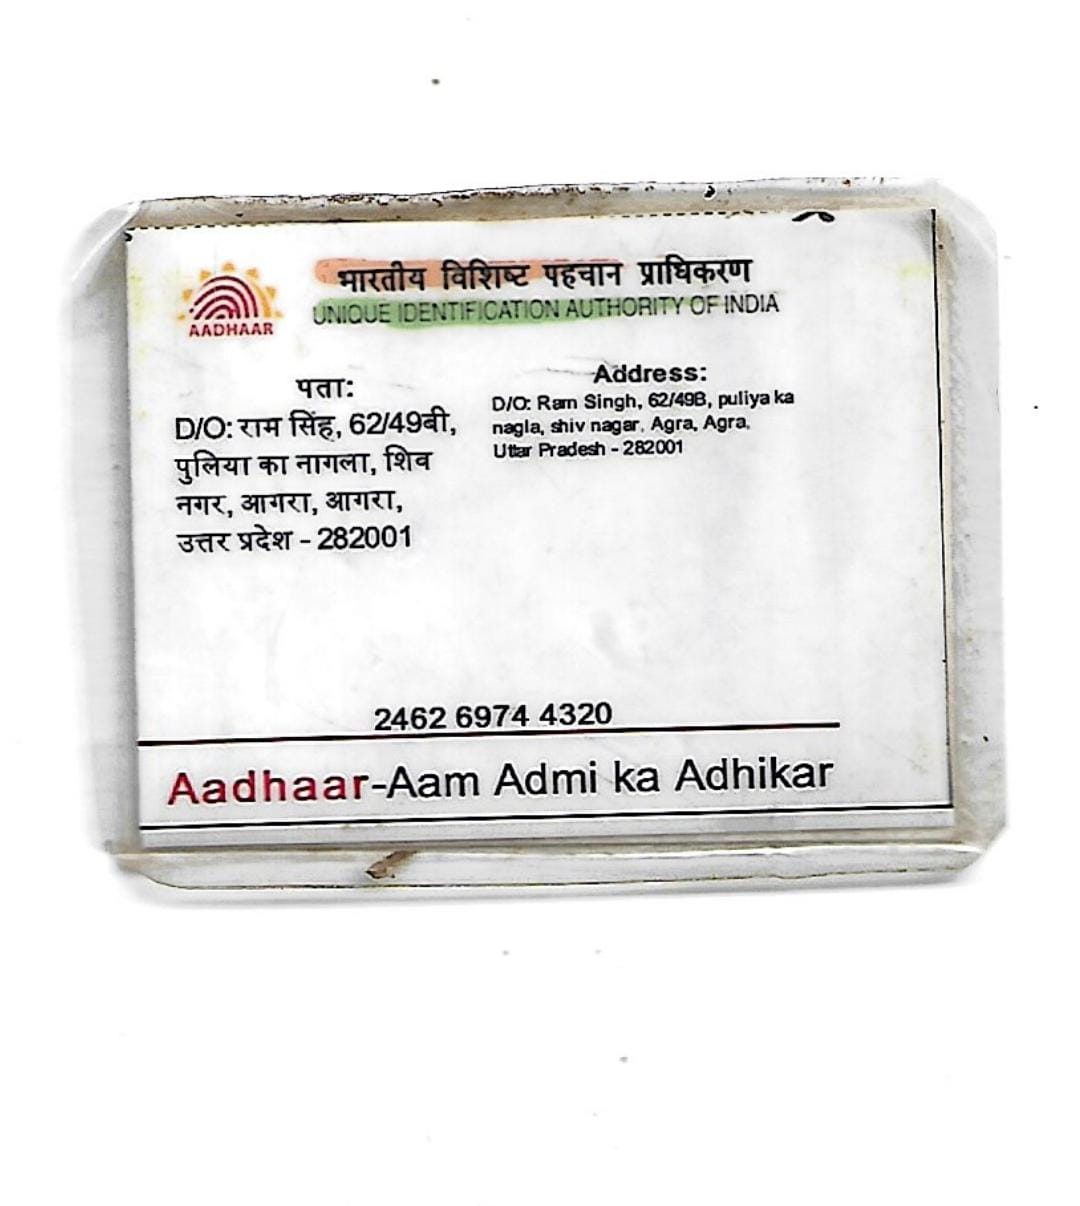 भारतीय विशिष्ट पहचान प्राधिकरण
UNIQUE IDENTIFICATION AUTHORITY OF INDIA
AADHAAR
पता:
D/O: राम सिंह, 62/49बी,
पुलिया का नागला, शिव
नगर, आगरा, आगरा,
उत्तर प्रदेश - 282001
Address:
D/O: Ram Singh, 62/49B, puliya ka
nagla, shiv nagar, Agra, Agra,
Uttar Pradesh - 282001
2462 6974 4320
Aadhaar-Aam Admi ka Adhikar